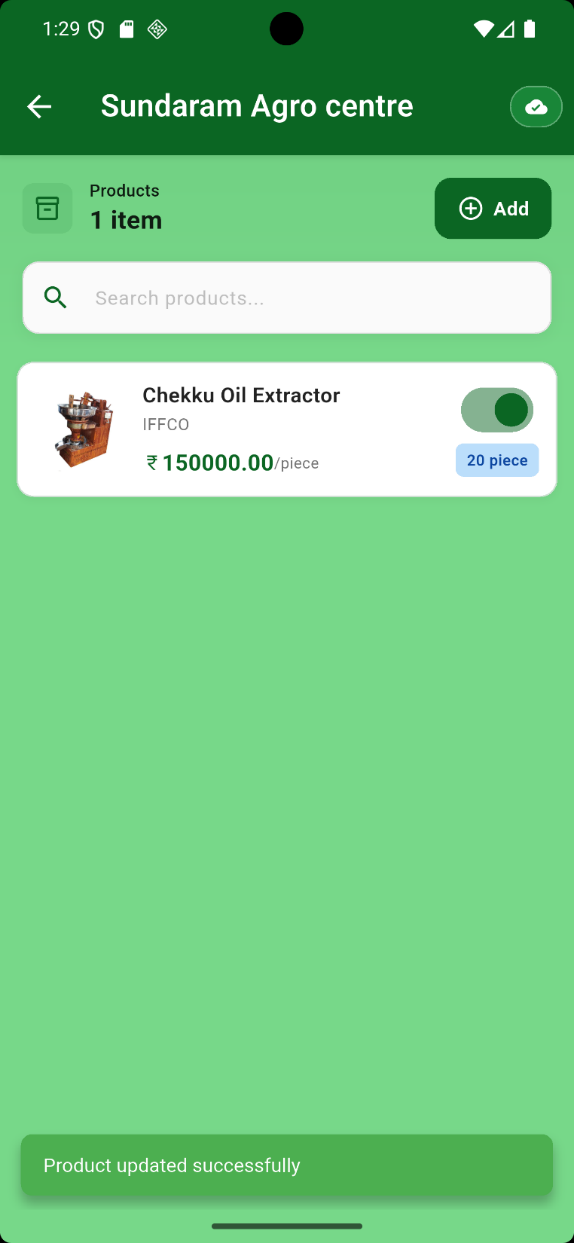 1:29
Sundaram Agro centre
Products
1 item
Add
Search products...
Chekku Oil Extractor
IFFCO
₹ 150000.00/piece
20 piece
Product updated successfully